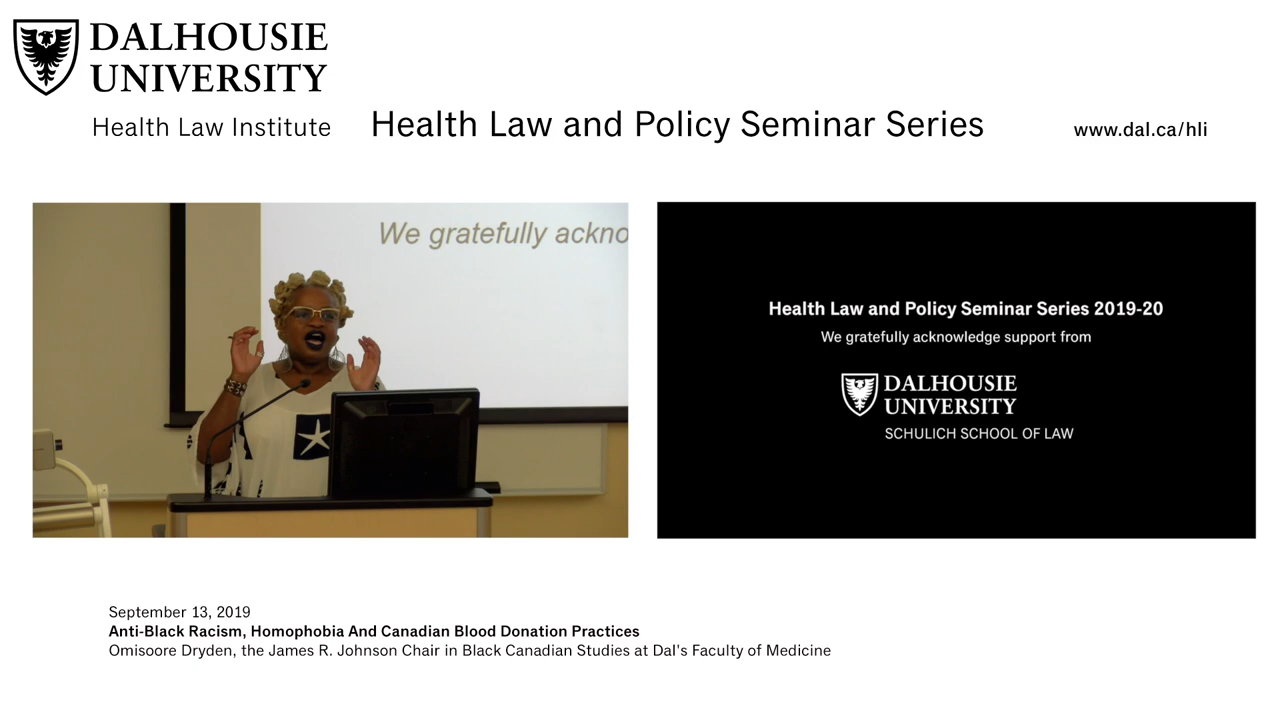 DALHOUSIE
UNIVERSITY
Health Law Institute
Health Law and Policy Seminar Series
www.dal.ca/hli
We gratefully ackno
Health Law and Policy Seminar Series 2019-20
We gratefully acknowledge support from
DALHOUSIE
UNIVERSITY
SCHULICH SCHOOL OF LAW
September 13, 2019
Anti-Black Racism, Homophobia And Canadian Blood Donation Practices
Omisoore Dryden, the James R. Johnson Chair in Black Canadian Studies at Dal's Faculty of Medicine